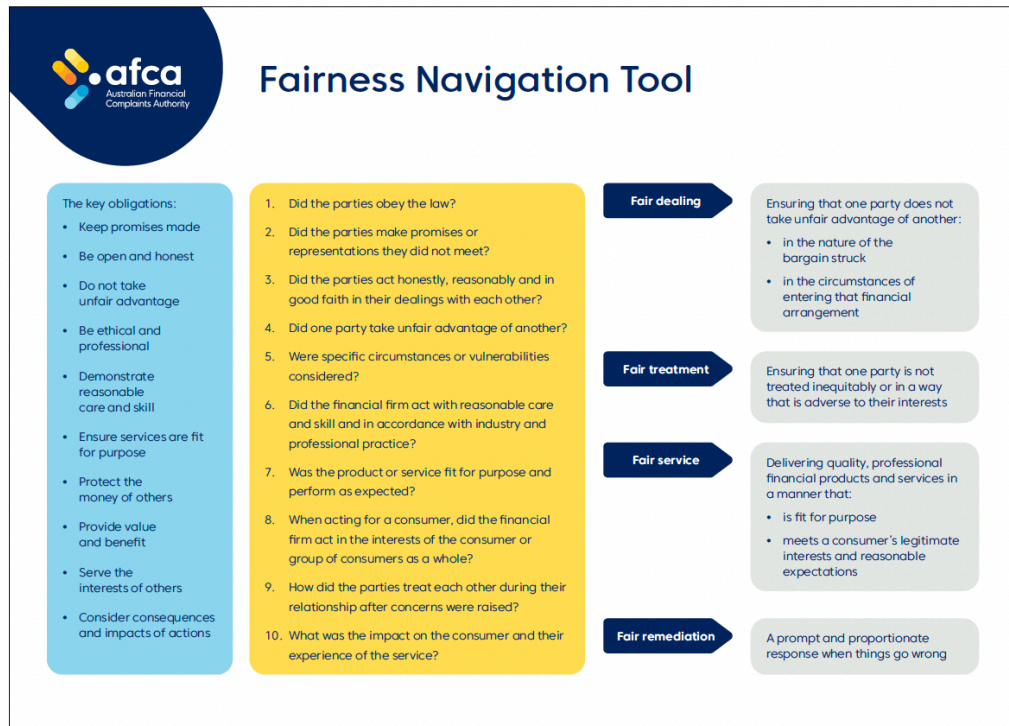 afca
Australian Financial
Complaints Authority
Fairness Navigation Tool
The key obligations:
• Keep promises made
• Be open and honest
• Do not take
unfair advantage
• Be ethical and
professional
• Demonstrate
reasonable
care and skill
• Ensure services are fit
for purpose
• Protect the
money of others
• Provide value
and benefit
• Serve the
interests of others
• Consider consequences
and impacts of actions
1. Did the parties obey the law?
2. Did the parties make promises or
representations they did not meet?
3. Did the parties act honestly, reasonably and in
good faith in their dealings with each other?
4. Did one party take unfair advantage of another?
5. Were specific circumstances or vulnerabilities
considered?
6. Did the financial firm act with reasonable care
and skill and in accordance with industry and
professional practice?
7. Was the product or service fit for purpose and
perform as expected?
8. When acting for a consumer, did the financial
firm act in the interests of the consumer or
group of consumers as a whole?
9. How did the parties treat each other during their
relationship after concerns were raised?
10. What was the impact on the consumer and their
experience of the service?
Fair dealing
Ensuring that one party does not
take unfair advantage of another:
• in the nature of the
bargain struck
• in the circumstances of
entering that financial
arrangement
Fair treatment
Ensuring that one party is not
treated inequitably or in a way
that is adverse to their interests
Fair service
Delivering quality, professional
financial products and services in
a manner that:
• is fit for purpose
• meets a consumer's legitimate
interests and reasonable
expectations
Fair remediation
A prompt and proportionate
response when things go wrong